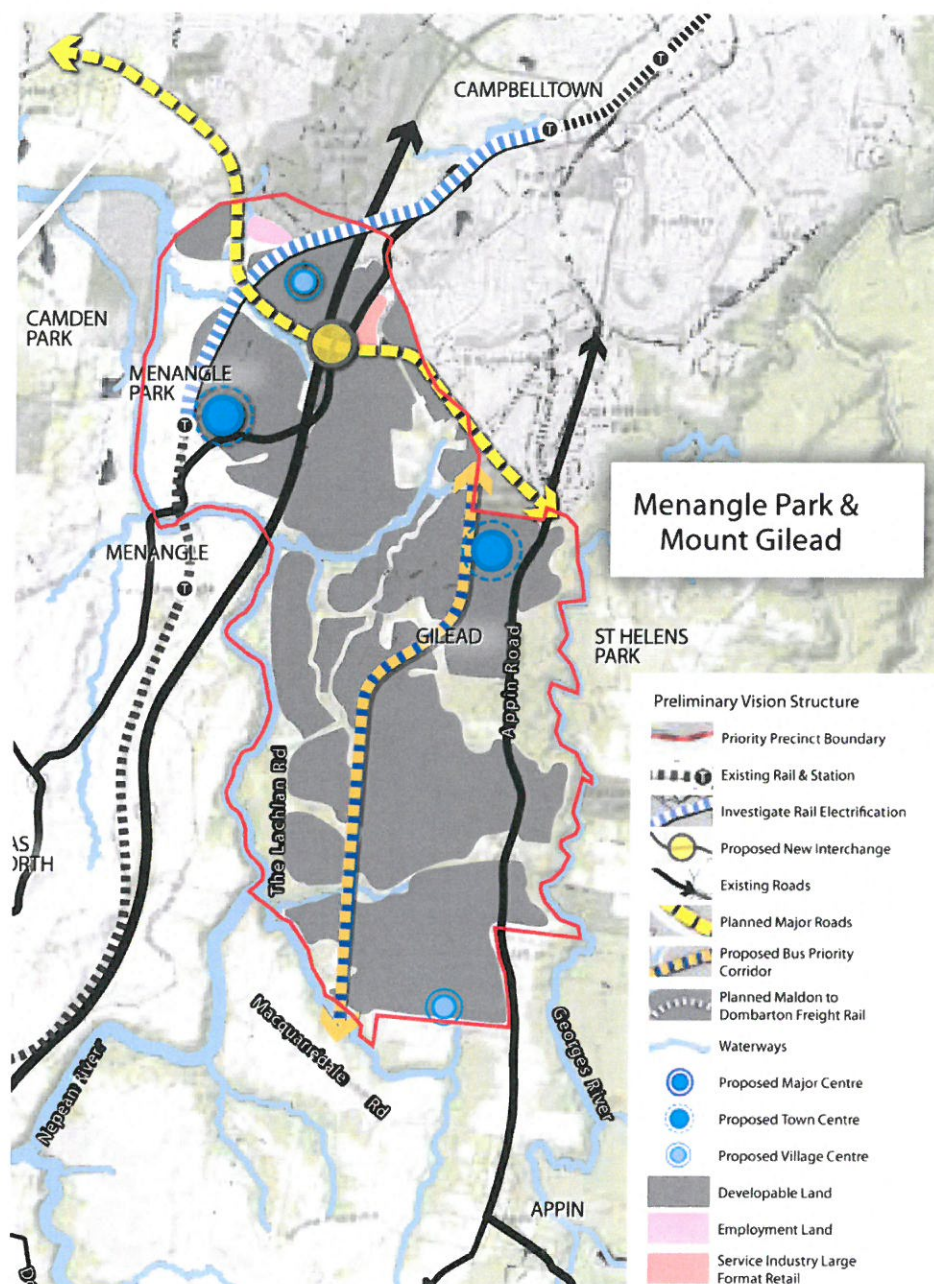 CAMPBELLTOWN
T
T
CAMDEN
PARK
MENANGLE
PARK
T
MENANGLE
T
Menangle Park &
Mount Gilead
GILEAD
ST HELENS
PARK
Appin Road
The Lachlan Rd
AS
ORTH
Macquariedale Rd
Nepean River
Georges River
APPIN
Preliminary Vision Structure
Priority Precinct Boundary
T
Existing Rail & Station
Investigate Rail Electrification
Proposed New Interchange
Existing Roads
Planned Major Roads
Proposed Bus Priority
Corridor
Planned Maldon to
Dombarton Freight Rail
Waterways
Proposed Major Centre
Proposed Town Centre
Proposed Village Centre
Developable Land
Employment Land
Service Industry Large
Format Retail